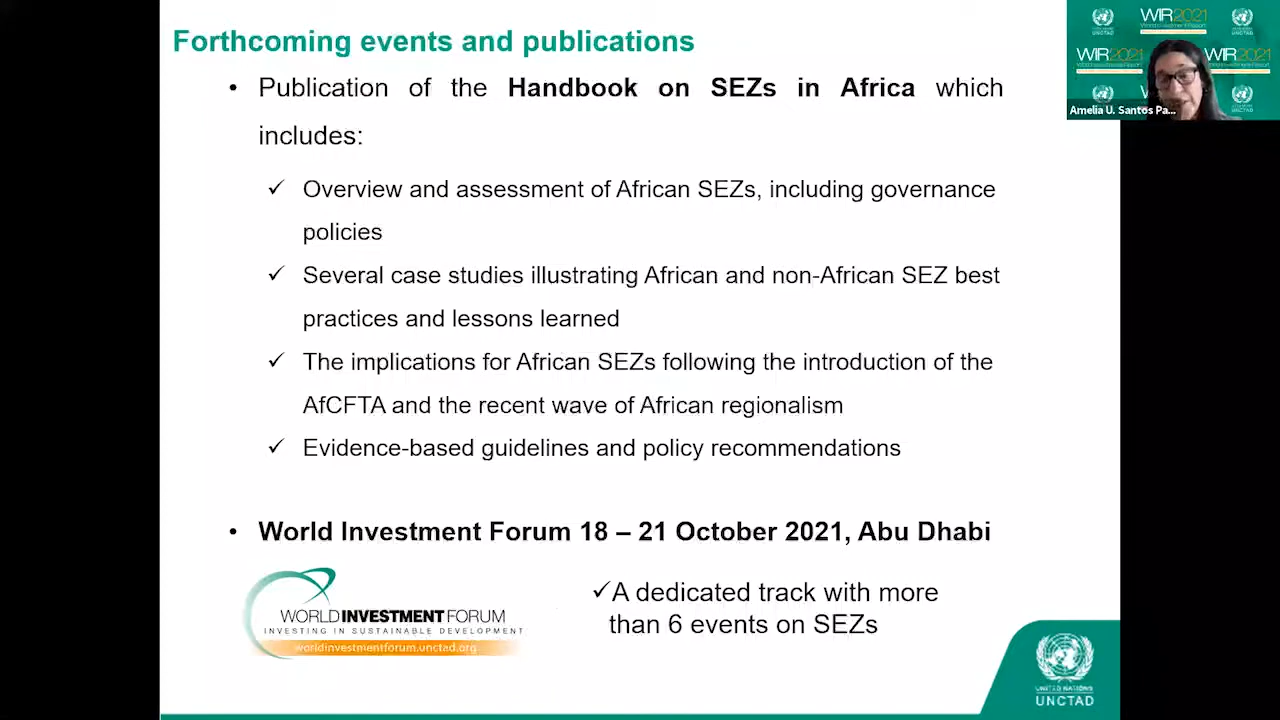 Forthcoming events and publications
• Publication of the Handbook on SEZs in Africa which
includes:
✓ Overview and assessment of African SEZs, including governance
policies
✓ Several case studies illustrating African and non-African SEZ best
practices and lessons learned
✓ The implications for African SEZs following the introduction of the
AfCFTA and the recent wave of African regionalism
✓ Evidence-based guidelines and policy recommendations
• World Investment Forum 18 – 21 October 2021, Abu Dhabi
WORLD INVESTMENT FORUM
INVESTING IN SUSTAINABLE DEVELOPMENT
worldinvestmentforum.unctad.org
✓A dedicated track with more
than 6 events on SEZs
UNITED NATIONS
UNCTAD
WIR2021
UNCTAD
UNCTAD
WIR2021
WIR2021
Amelia U. Santos Pa...
UNCTAD